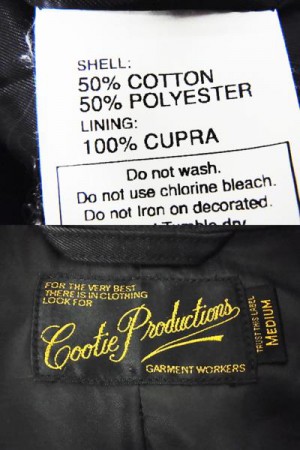 SHELL:
50% COTTON
50% POLYESTER
LINING:
100% CUPRA
Do not wash.
Do not use chlorine bleach.
Do not Iron on decorated.
Tumble dry
FOR THE VERY BEST
THERE IS IN CLOTHING
LOOK FOR
Cootie Productions
GARMENT WORKERS
TRUST THIS LABEL
MEDIUM